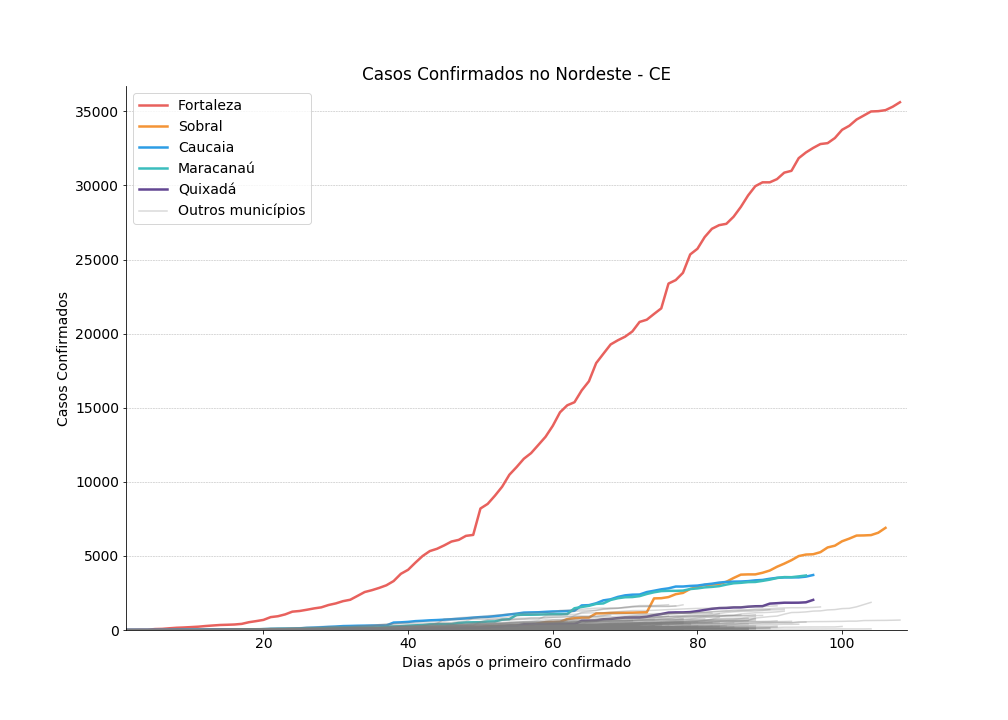 Casos Confirmados no Nordeste - CE
Fortaleza
Sobral
Caucaia
Maracanaú
Quixadá
Outros municípios
Casos Confirmados
35000
30000
25000
20000
15000
10000
5000
0
20
40
60
80
100
Dias após o primeiro confirmado